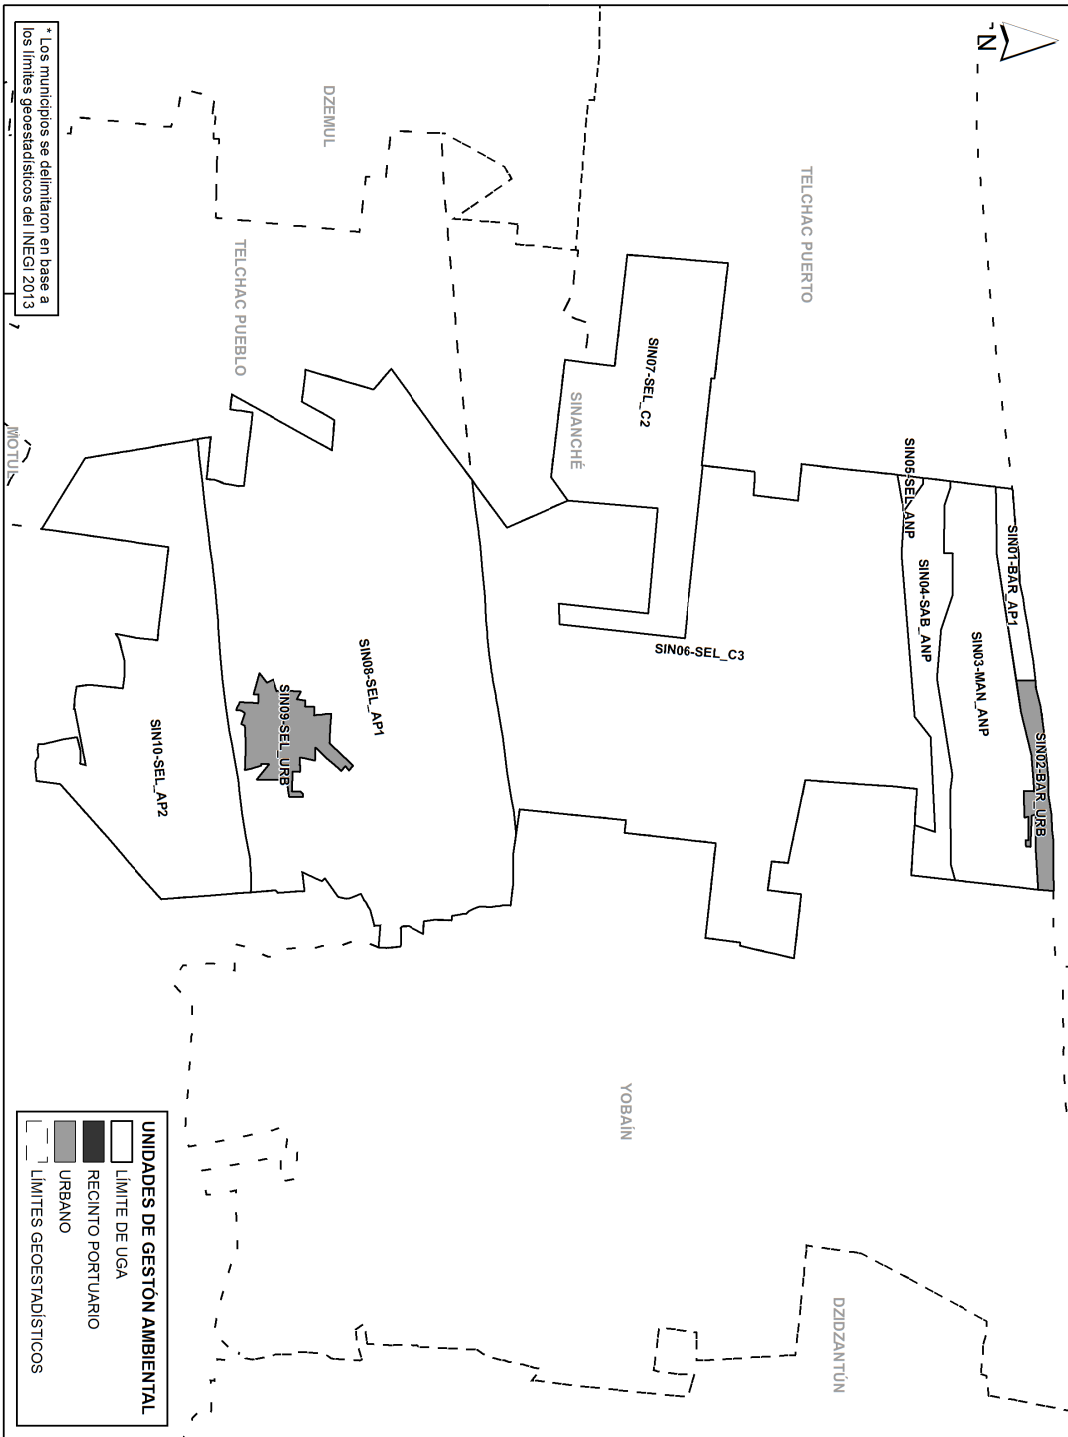 N
TELCHAC PUERTO
DZEMUL
TELCHAC PUEBLO
SINANCHÉ
MOTUL
YOBAÍN
DZIDZANTÚN
SIN01-BAR_AP1
SIN02-BAR_URB
SIN03-MAN_ANP
SIN04-SAB_ANP
SIN05-SEL_ANP
SIN06-SEL_C3
SIN07-SEL_C2
SIN08-SEL_AP1
SIN09-SEL_URB
SIN10-SEL_AP2
* Los municipios se delimitaron en base a
los límites geoestadísticos del INEGI 2013
UNIDADES DE GESTÓN AMBIENTAL
LÍMITE DE UGA
RECINTO PORTUARIO
URBANO
LÍMITES GEOESTADÍSTICOS